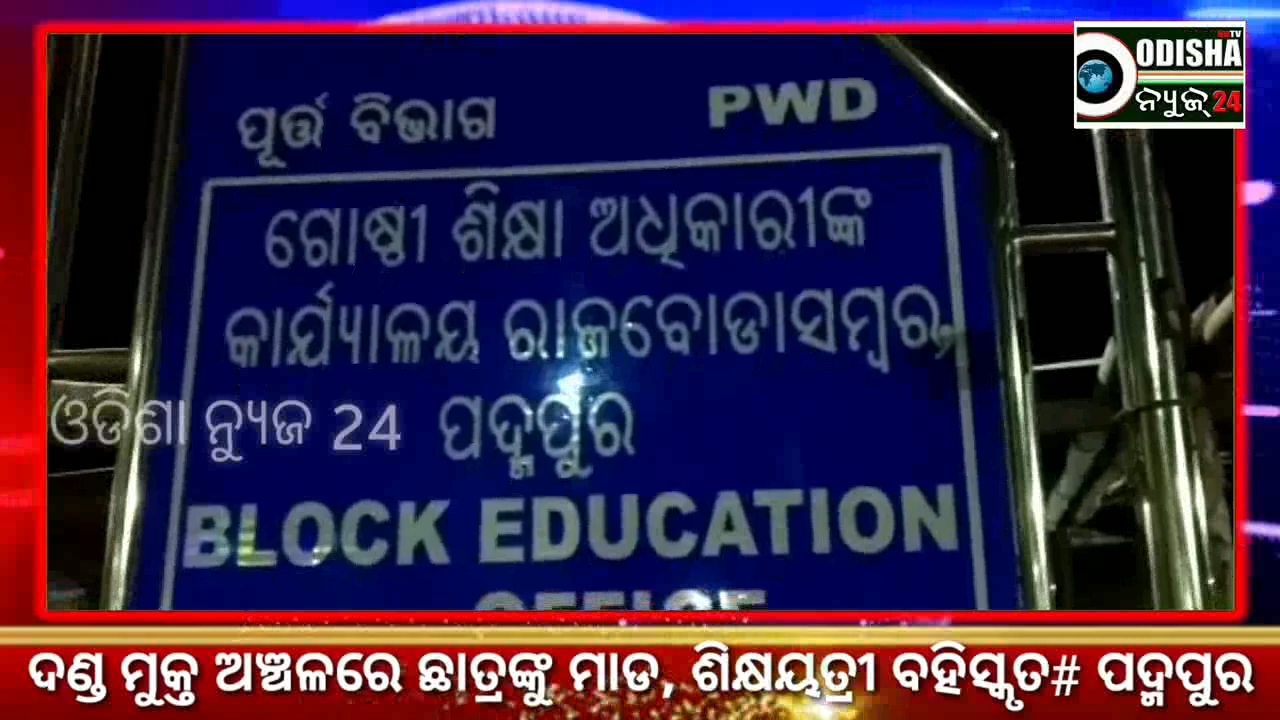 ODISHA
ନ୍ୟୁଜ୍ 24
ପୂର୍ତ୍ତ ବିଭାଗ PWD
ଗୋଷ୍ଠୀ ଶିକ୍ଷା ଅଧିକାରୀଙ୍କ
କାର୍ଯ୍ୟାଳୟ ରାଜବୋଡାସମ୍ବର,
ପଦ୍ମପୁର
ଓଡିଶା ନ୍ୟୁଜ 24
BLOCK EDUCATION
OFFICE
ଦଣ୍ଡ ମୁକ୍ତ ଅଞ୍ଚଳରେ ଛାତ୍ରଙ୍କୁ ମାଡ, ଶିକ୍ଷୟତ୍ରୀ ବହିସ୍କୃତ# ପଦ୍ମପୁର